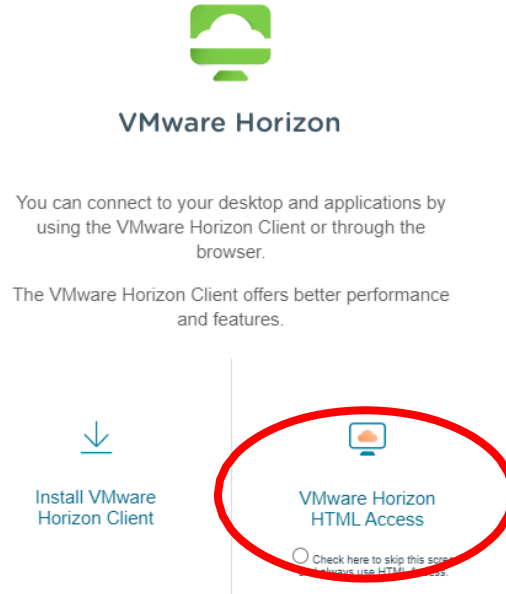 VMware Horizon
You can connect to your desktop and applications by
using the VMware Horizon Client or through the
browser.
The VMware Horizon Client offers better performance
and features.
Install VMware
Horizon Client
VMware Horizon
HTML Access
Check here to skip this screen
and always use HTML Access.